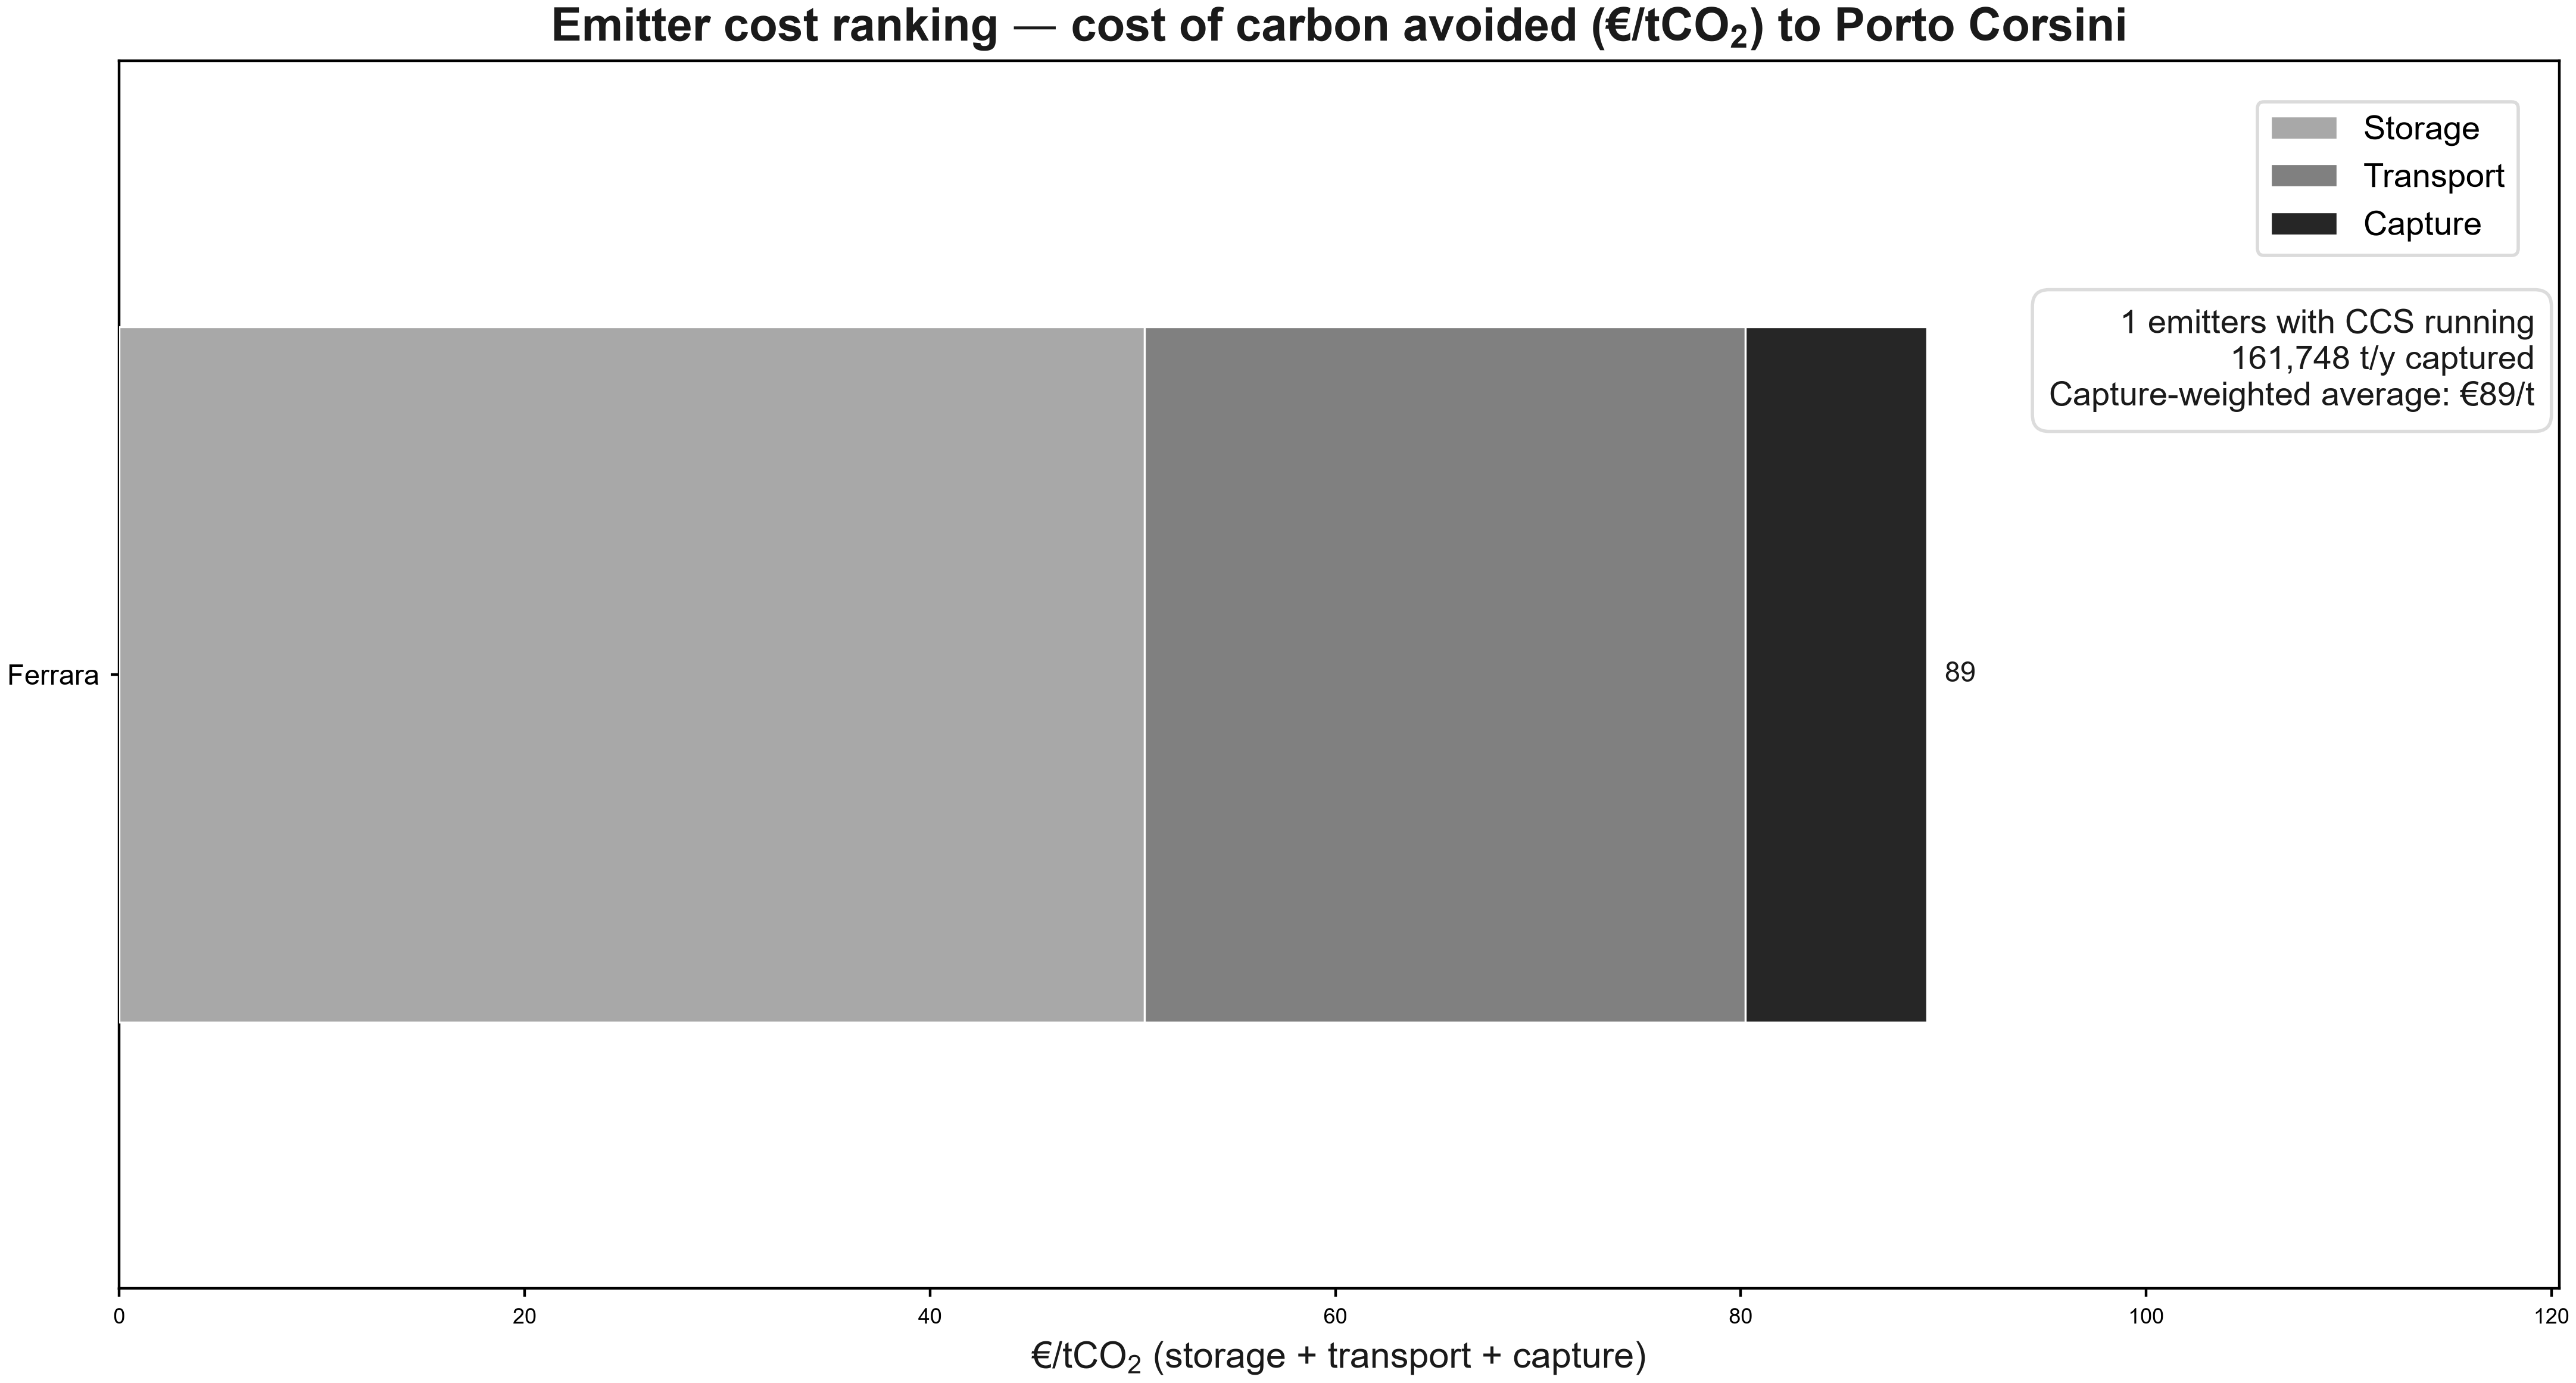 Emitter cost ranking — cost of carbon avoided (€/tCO₂) to Porto Corsini
Storage
Transport
Capture
1 emitters with CCS running
161,748 t/y captured
Capture-weighted average: €89/t
Ferrara
89
0 20 40 60 80 100 120
€/tCO₂ (storage + transport + capture)